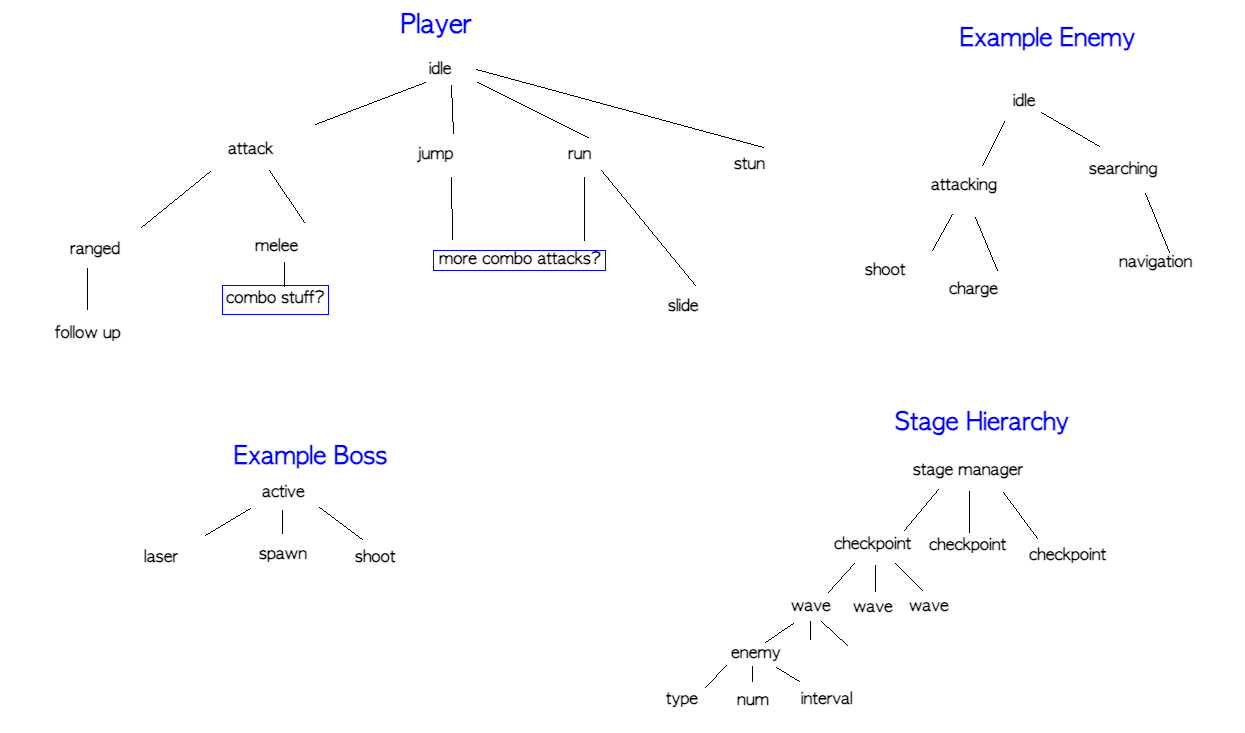 Player
idle
attack
jump
run
stun
ranged
melee
more combo attacks?
combo stuff?
slide
follow up
Example Enemy
idle
attacking
searching
shoot
charge
navigation
Example Boss
active
laser
spawn
shoot
Stage Hierarchy
stage manager
checkpoint
checkpoint
checkpoint
wave
wave
wave
enemy
type
num
interval